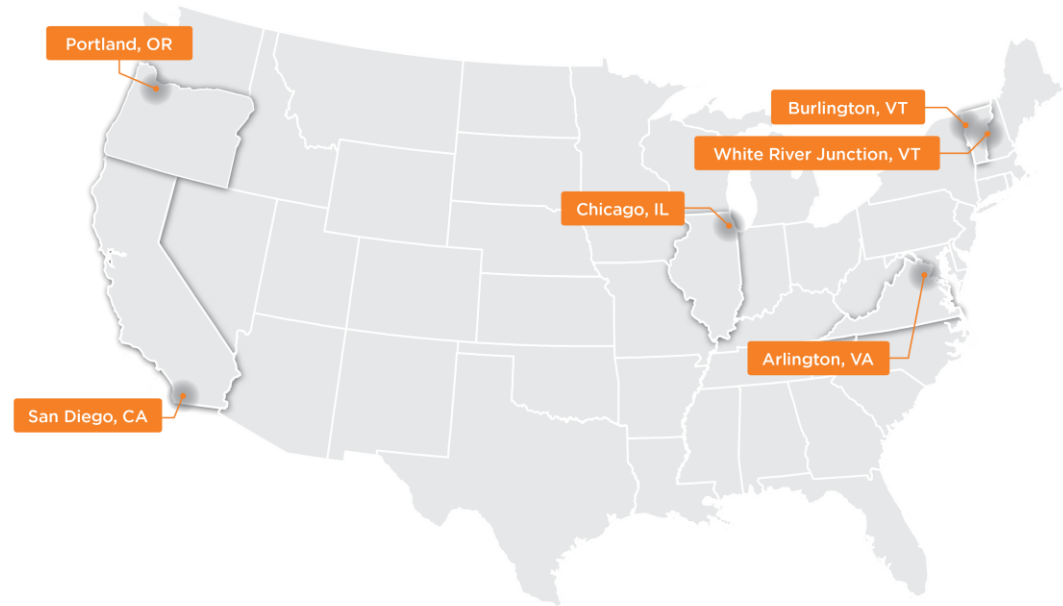 Portland, OR
Burlington, VT
White River Junction, VT
Chicago, IL
Arlington, VA
San Diego, CA